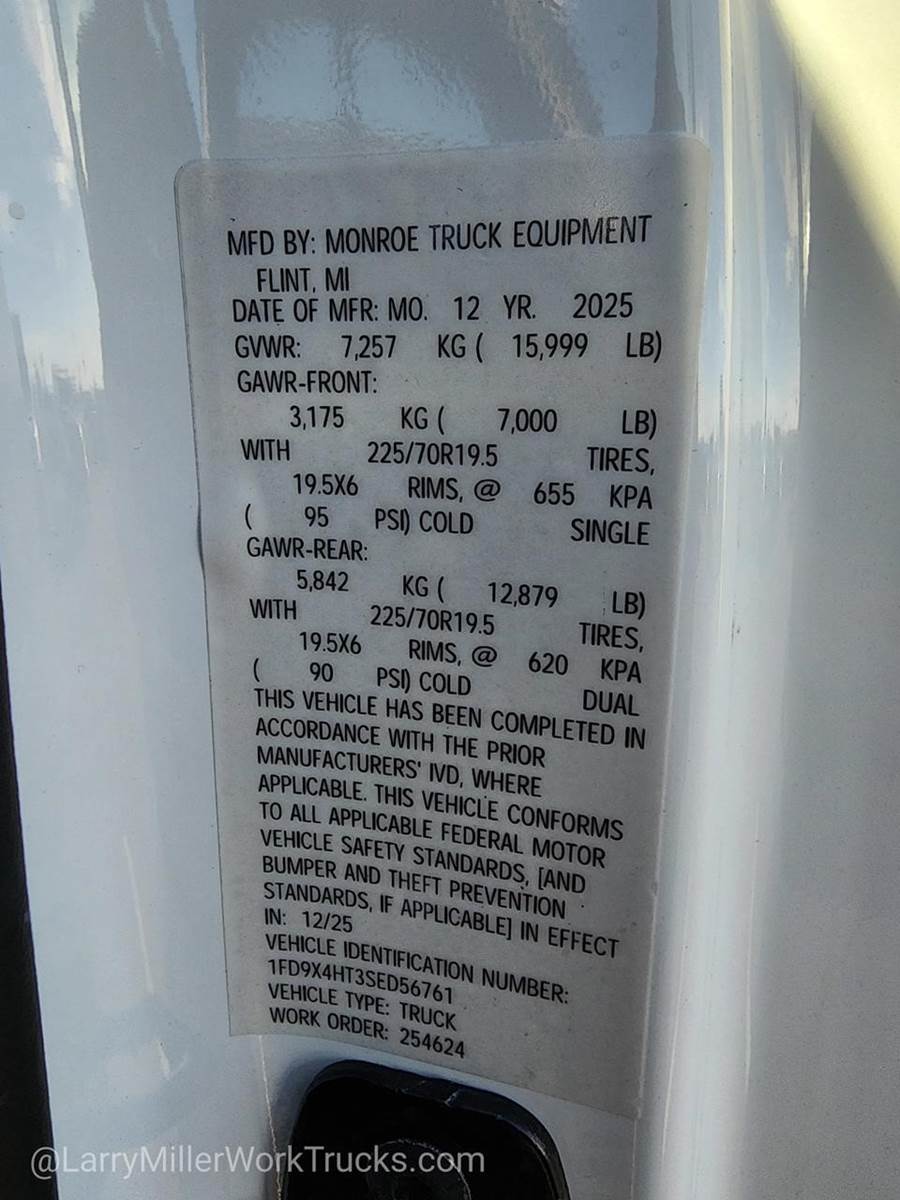 MFD BY: MONROE TRUCK EQUIPMENT
FLINT, MI
DATE OF MFR: MO. 12 YR. 2025
GVWR: 7,257 KG ( 15,999 LB)
GAWR-FRONT:
3,175 KG ( 7,000 LB)
WITH 225/70R19.5 TIRES,
19.5X6 RIMS, @ 655 KPA
( 95 PSI) COLD SINGLE
GAWR-REAR:
5,842 KG ( 12,879 LB)
WITH 225/70R19.5 TIRES,
19.5X6 RIMS, @ 620 KPA
( 90 PSI) COLD DUAL
THIS VEHICLE HAS BEEN COMPLETED IN
ACCORDANCE WITH THE PRIOR
MANUFACTURERS' IVD, WHERE
APPLICABLE. THIS VEHICLE CONFORMS
TO ALL APPLICABLE FEDERAL MOTOR
VEHICLE SAFETY STANDARDS, [AND
BUMPER AND THEFT PREVENTION
STANDARDS, IF APPLICABLE] IN EFFECT
IN: 12/25
VEHICLE IDENTIFICATION NUMBER:
1FD9X4HT3SED56761
VEHICLE TYPE: TRUCK
WORK ORDER: 254624
@LarryMillerWorkTrucks.com